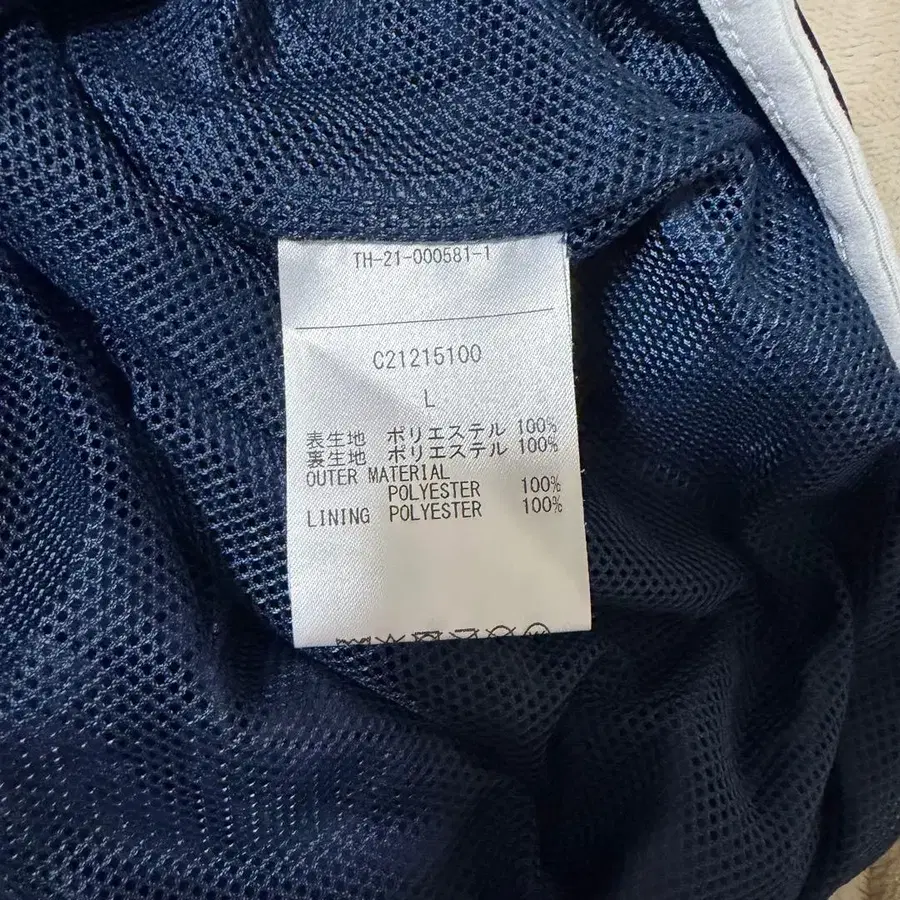 TH-21-000581-1
C21215100
L
表生地 ポリエステル 100%
裏生地 ポリエステル 100%
OUTER MATERIAL
POLYESTER 100%
LINING POLYESTER 100%